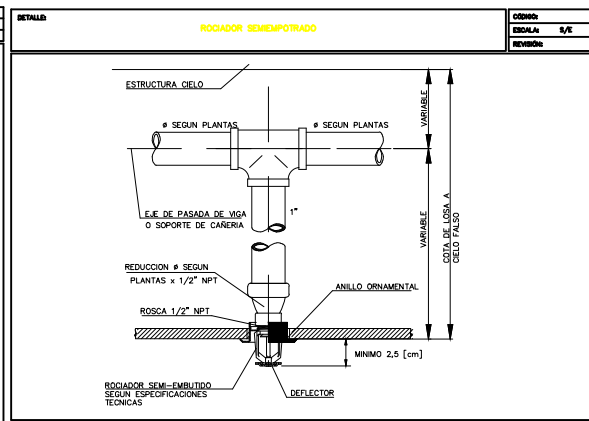 DETALLE:
ROCIADOR SEMIEMPOTRADO
CODIGO:
ESCALA: S/E
REVISIÓN:
ESTRUCTURA CIELO
ø SEGUN PLANTAS
ø SEGUN PLANTAS
VARIABLE
1"
EJE DE PASADA DE VIGA
O SOPORTE DE CAÑERIA
VARIABLE
COTA DE LOSA A
CIELO FALSO
REDUCCION ø SEGUN
PLANTAS x 1/2" NPT
ANILLO ORNAMENTAL
ROSCA 1/2" NPT
MINIMO 2,5 [cm]
ROCIADOR SEMI-EMBUTIDO
SEGUN ESPECIFICACIONES
TECNICAS
DEFLECTOR